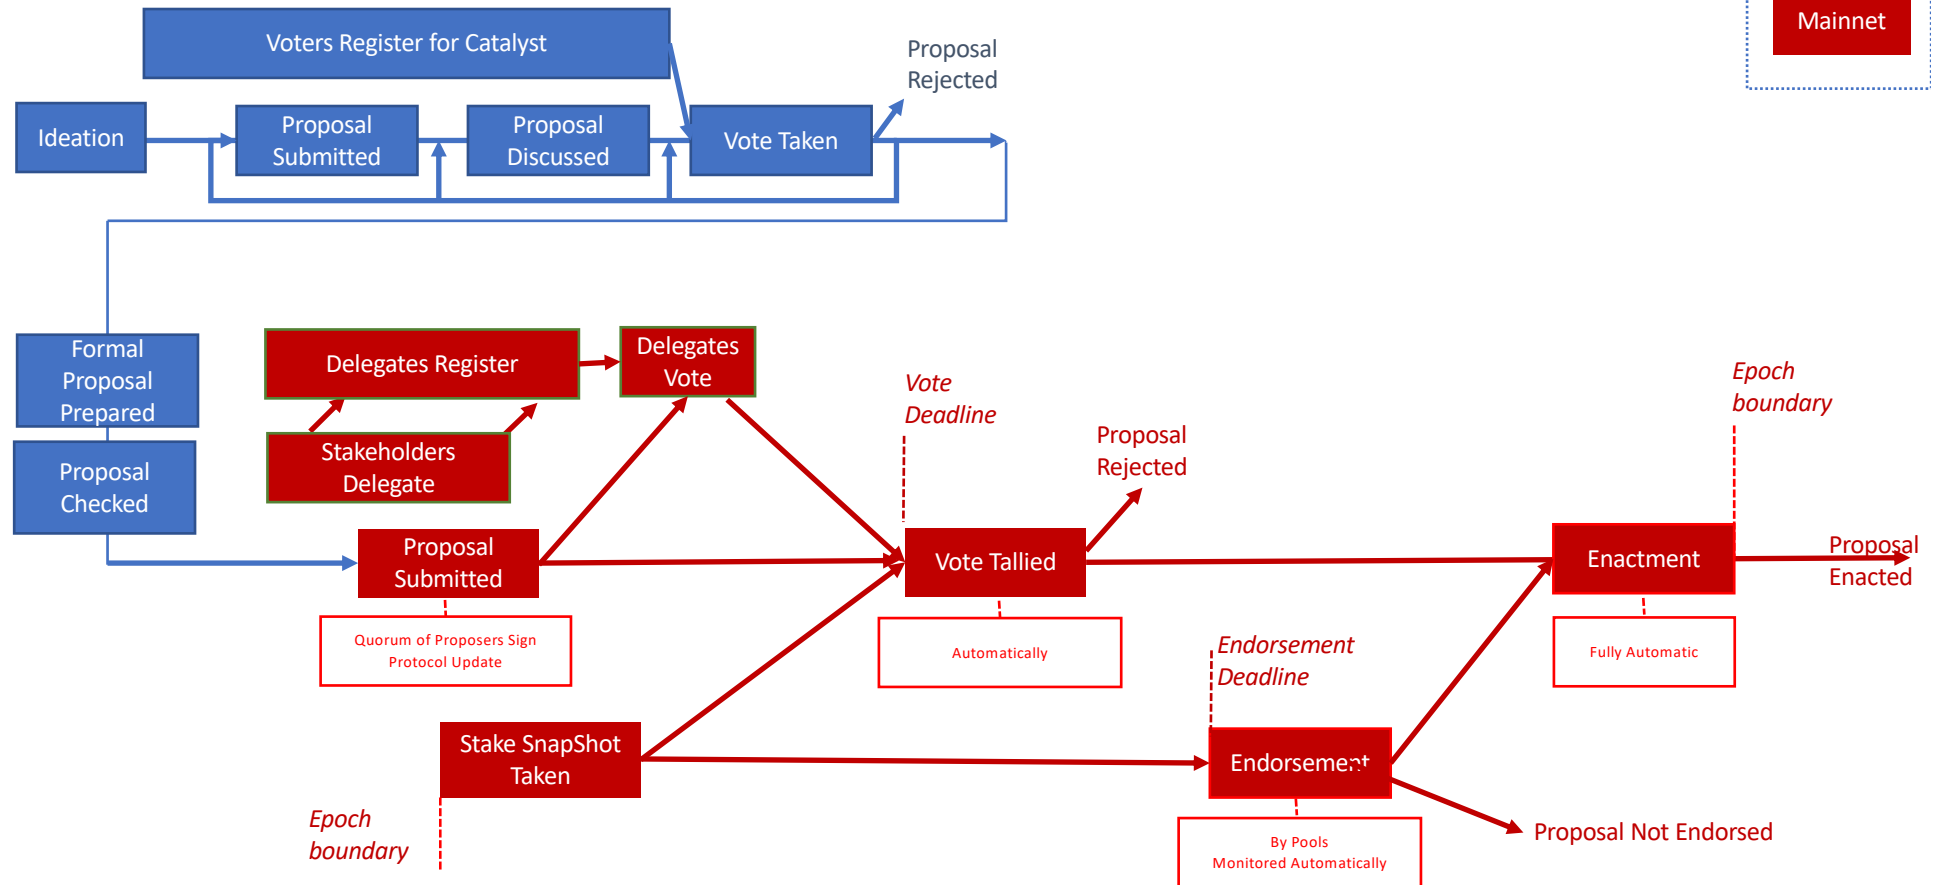 Mainnet
Voters Register for Catalyst
Proposal
Rejected
Ideation
Proposal
Submitted
Proposal
Discussed
Vote Taken
Formal
Proposal
Prepared
Proposal
Checked
Delegates Register
Delegates
Vote
Stakeholders
Delegate
Vote
Deadline
Epoch
boundary
Proposal
Rejected
Proposal
Submitted
Vote Tallied
Enactment
Proposal
Enacted
Quorum of Proposers Sign
Protocol Update
Automatically
Fully Automatic
Endorsement
Deadline
Stake SnapShot
Taken
Endorsement
Epoch
boundary
By Pools
Monitored Automatically
Proposal Not Endorsed